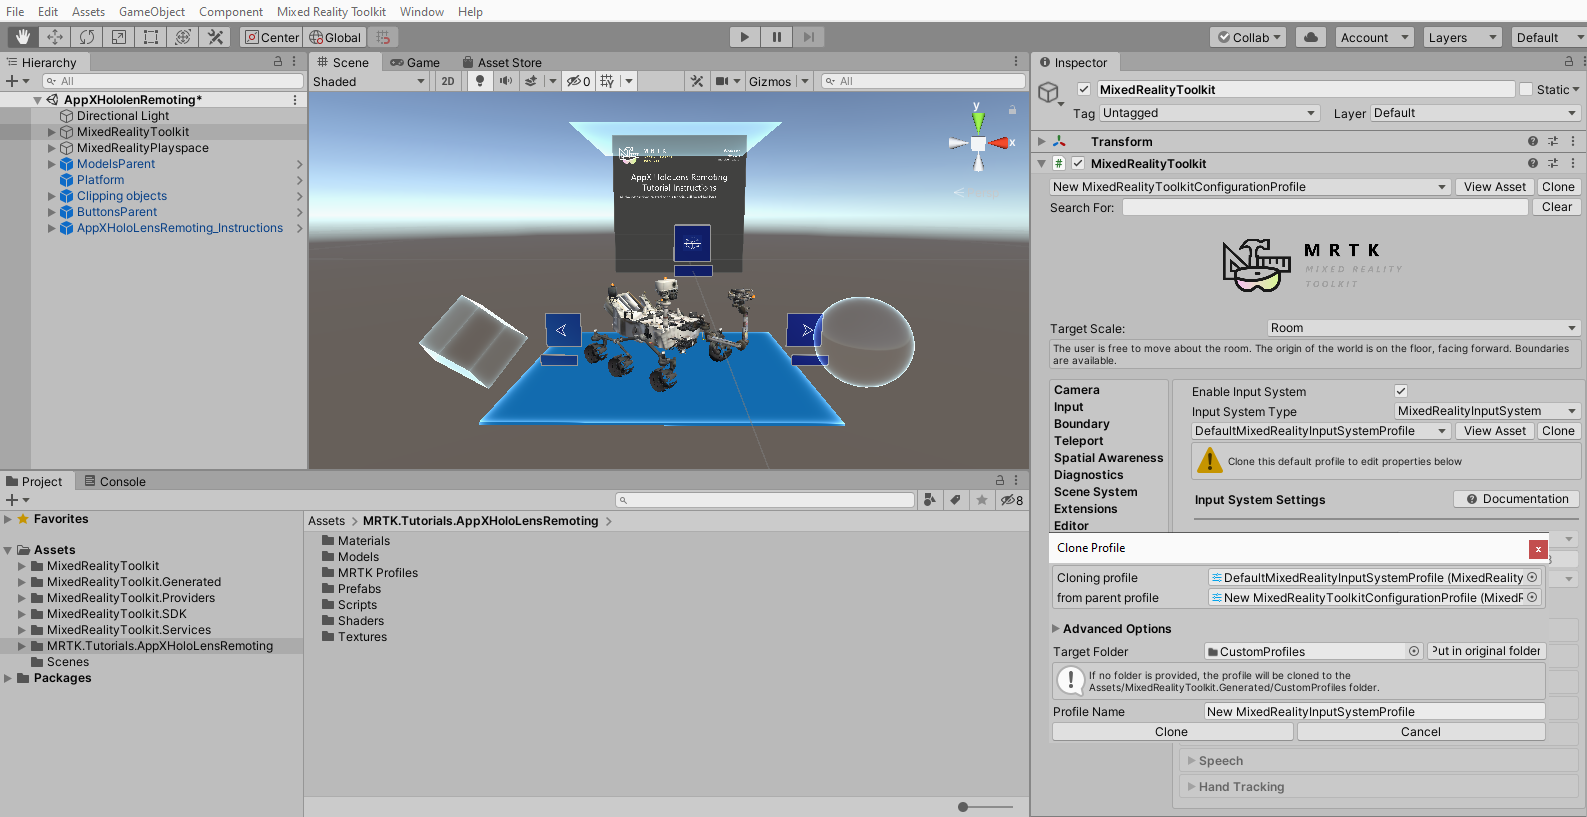 File Edit Assets GameObject Component Mixed Reality Toolkit Window Help
Center Global Collab Account Layers Default
Hierarchy
All
AppXHololenRemoting*
Directional Light
MixedRealityToolkit
MixedRealityPlayspace
ModelsParent
Platform
Clipping objects
ButtonsParent
AppXHoloLensRemoting_Instructions
Scene Game Asset Store
Shaded 2D 0 Gizmos All
y
x
MRTK
AppX HoloLens Remoting
Tutorial Instructions
Project Console
8
Favorites
Assets
MixedRealityToolkit
MixedRealityToolkit.Generated
MixedRealityToolkit.Providers
MixedRealityToolkit.SDK
MixedRealityToolkit.Services
MRTK.Tutorials.AppXHoloLensRemoting
Scenes
Packages
Assets > MRTK.Tutorials.AppXHoloLensRemoting >
Materials
Models
MRTK Profiles
Prefabs
Scripts
Shaders
Textures
Inspector
MixedRealityToolkit Static
Tag Untagged Layer Default
Transform
# MixedRealityToolkit
New MixedRealityToolkitConfigurationProfile View Asset Clone
Search For: Clear
MRTK
MIXED REALITY
TOOLKIT
Target Scale: Room
The user is free to move about the room. The origin of the world is on the floor, facing forward. Boundaries
are available.
Camera
Input
Boundary
Teleport
Spatial Awareness
Diagnostics
Scene System
Extensions
Editor
Enable Input System
Input System Type MixedRealityInputSystem
DefaultMixedRealityInputSystemProfile View Asset Clone
Clone this default profile to edit properties below
Input System Settings Documentation
Clone Profile x
Cloning profile DefaultMixedRealityInputSystemProfile (MixedReality
from parent profile New MixedRealityToolkitConfigurationProfile (MixedR
Advanced Options
Target Folder CustomProfiles Put in original folder
If no folder is provided, the profile will be cloned to the
Assets/MixedRealityToolkit.Generated/CustomProfiles folder.
Profile Name New MixedRealityInputSystemProfile
Clone Cancel
Speech
Hand Tracking